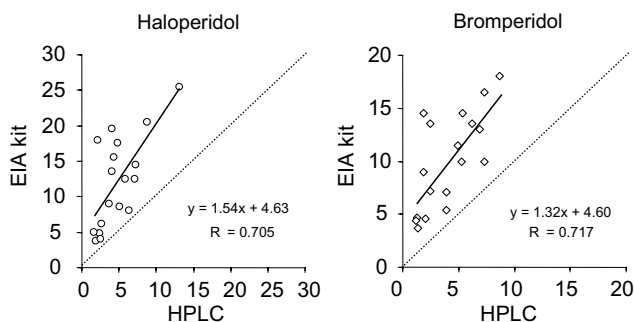 Haloperidol
EIA kit
30
25
20
15
10
5
0
0 5 10 15 20 25 30
HPLC
y = 1.54x + 4.63
R = 0.705
Bromperidol
EIA kit
20
15
10
5
0
0 5 10 15 20
HPLC
y = 1.32x + 4.60
R = 0.717